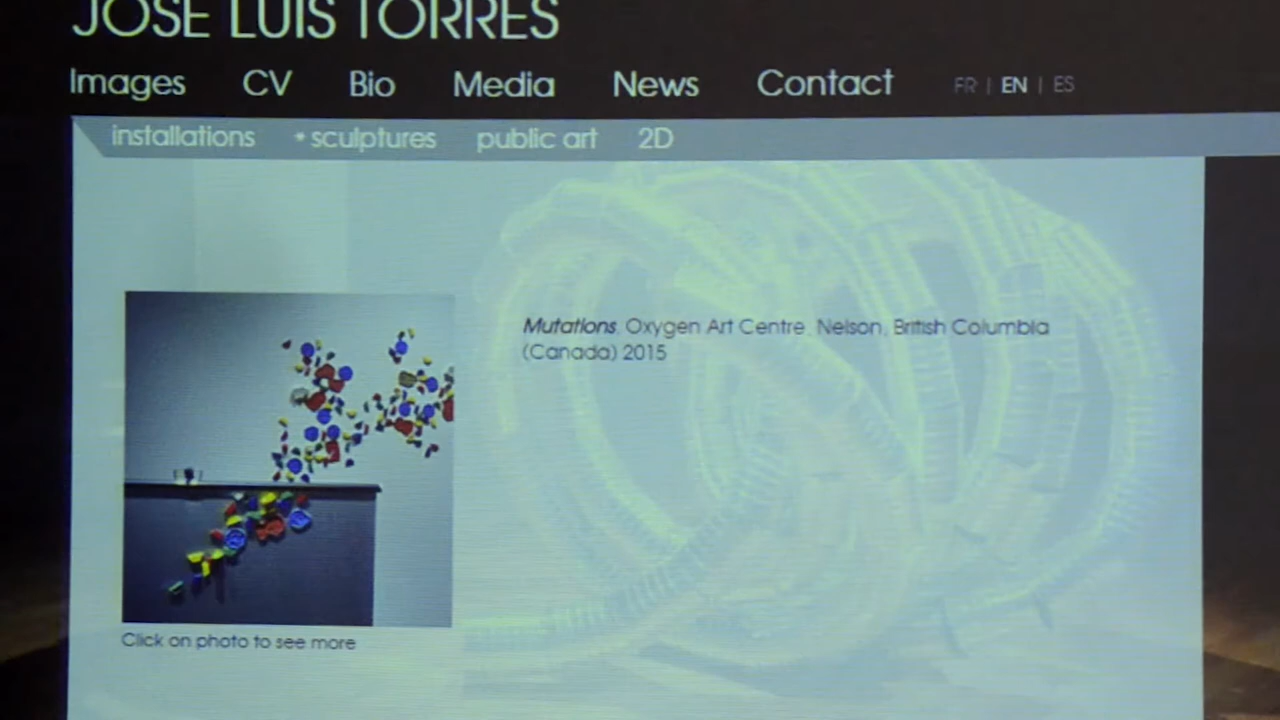 JOSE LUIS TORRES
Images CV Bio Media News Contact FR | EN | ES
installations * sculptures public art 2D
Mutations, Oxygen Art Centre, Nelson, British Columbia
(Canada) 2015
Click on photo to see more